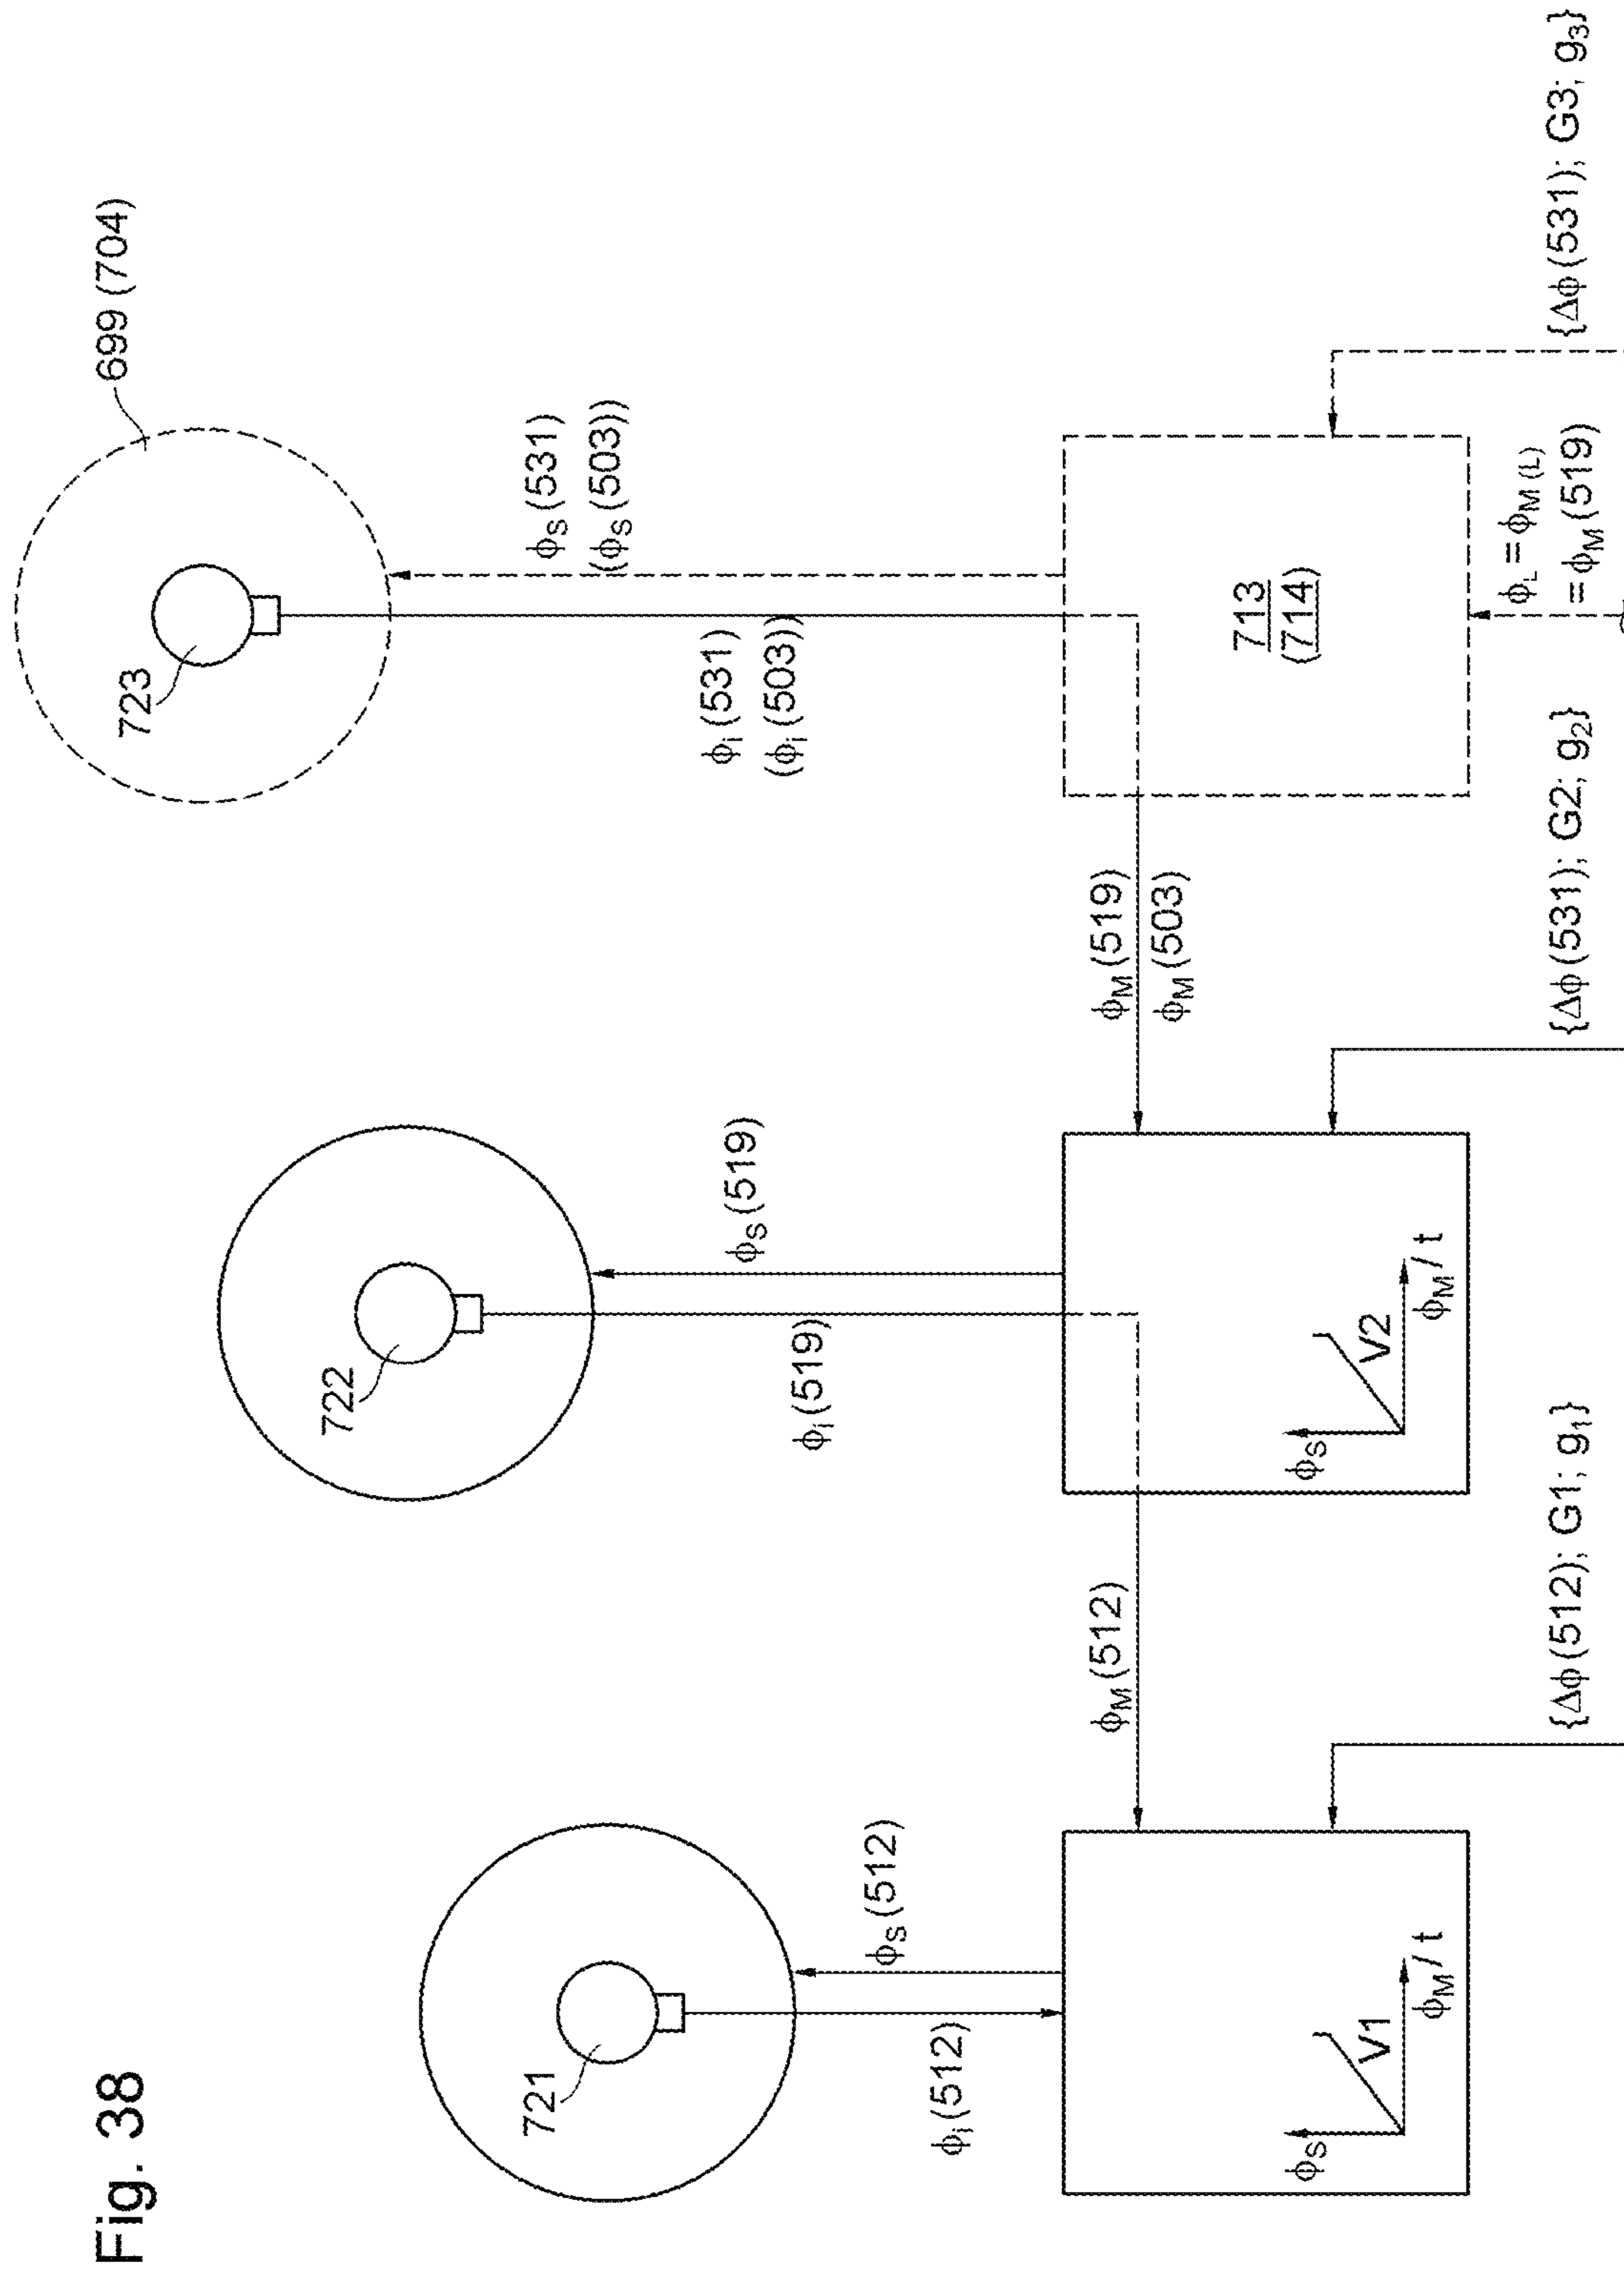 Fig. 38
699 (704)
723
722
721
ϕS (531)
(ϕS (503))
ϕi (531)
(ϕi (503))
ϕS (519)
ϕi (519)
ϕS (512)
ϕi (512)
ϕM (512)
ϕM (519)
ϕM (503)
713
(714)
ϕS
V1
ϕM / t
ϕS
V2
ϕM / t
ϕL = ϕM (L)
= ϕM (519)
{Δϕ (512); G1; g1}
{Δϕ (531); G2; g2}
{Δϕ (531); G3; g3}